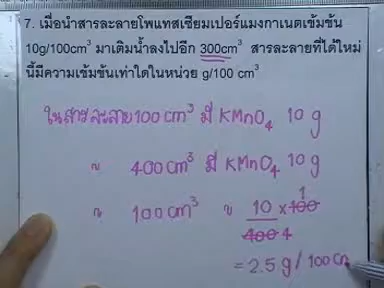 7. เมื่อนำสารละลายโพแทสเซียมเปอร์แมงกาเนตเข้มข้น
10g/100cm³ มาเติมน้ำลงไปอีก 300cm³ สารละลายที่ได้ใหม่
นี้มีความเข้มข้นเท่าใดในหน่วย g/100 cm³
ในสารละลาย 100 cm³ มี KMnO₄ 10 g
" 400 cm³ มี KMnO₄ 10 g
" 100 cm³ " 10 × 100 1
400 4
= 2.5 g / 100 cm